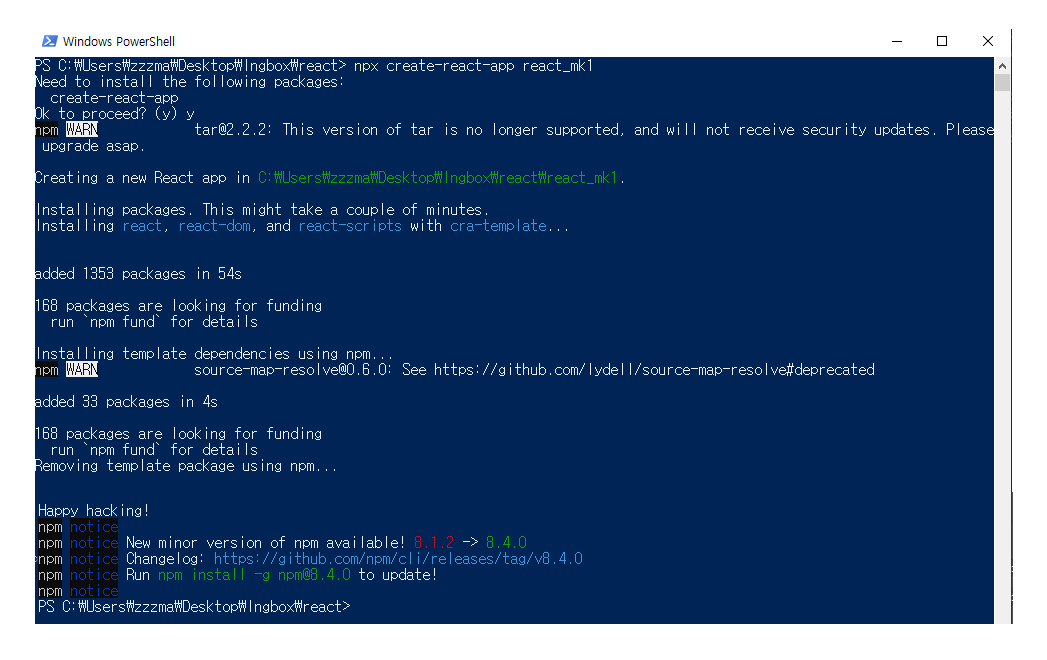 Windows PowerShell
PS C:₩Users₩zzzma₩Desktop₩Ingbox₩react> npx create-react-app react_mk1
Need to install the following packages:
create-react-app
Ok to proceed? (y) y
npm WARN tar@2.2.2: This version of tar is no longer supported, and will not receive security updates. Please
upgrade asap.
Creating a new React app in C:₩Users₩zzzma₩Desktop₩Ingbox₩react₩react_mk1.
Installing packages. This might take a couple of minutes.
Installing react, react-dom, and react-scripts with cra-template...
added 1353 packages in 54s
168 packages are looking for funding
run `npm fund` for details
Installing template dependencies using npm...
npm WARN source-map-resolve@0.6.0: See https://github.com/lydell/source-map-resolve#deprecated
added 33 packages in 4s
168 packages are looking for funding
run `npm fund` for details
Removing template package using npm...
Happy hacking!
npm notice
npm notice New minor version of npm available! 8.1.2 -> 8.4.0
npm notice Changelog: https://github.com/npm/cli/releases/tag/v8.4.0
npm notice Run npm install -g npm@8.4.0 to update!
npm notice
PS C:₩Users₩zzzma₩Desktop₩Ingbox₩react>